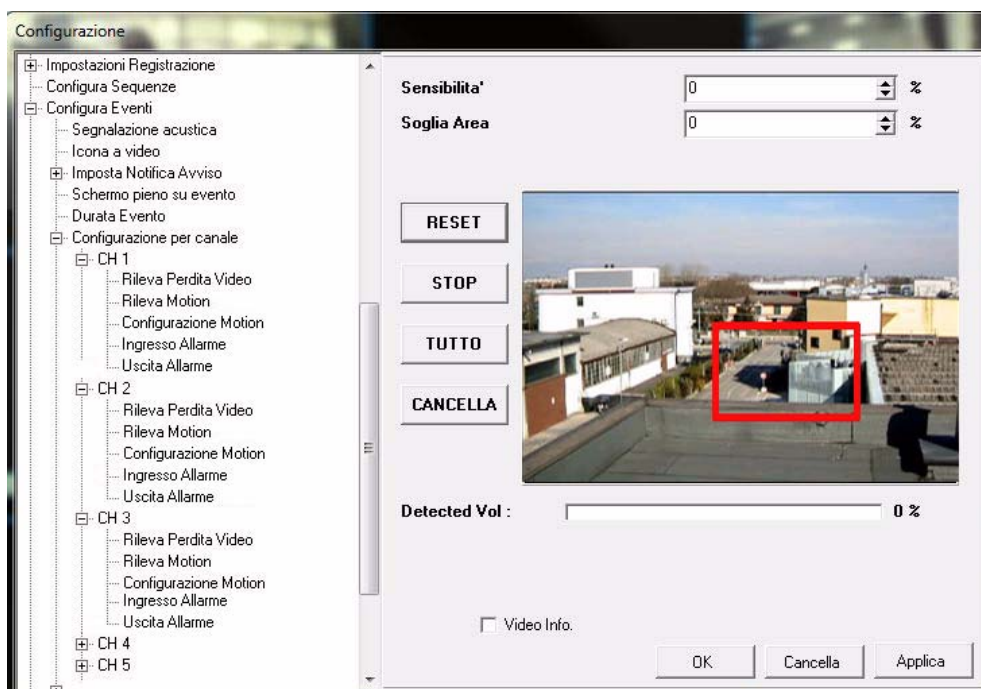 Configurazione
Impostazioni Registrazione
Configura Sequenze
Configura Eventi
Segnalazione acustica
Icona a video
Imposta Notifica Avviso
Schermo pieno su evento
Durata Evento
Configurazione per canale
CH 1
Rileva Perdita Video
Rileva Motion
Configurazione Motion
Ingresso Allarme
Uscita Allarme
CH 2
Rileva Perdita Video
Rileva Motion
Configurazione Motion
Ingresso Allarme
Uscita Allarme
CH 3
Rileva Perdita Video
Rileva Motion
Configurazione Motion
Ingresso Allarme
Uscita Allarme
CH 4
CH 5
Sensibilita' 0 %
Soglia Area 0 %
RESET
STOP
TUTTO
CANCELLA
Detected Vol : 0 %
Video Info.
OK Cancella Applica